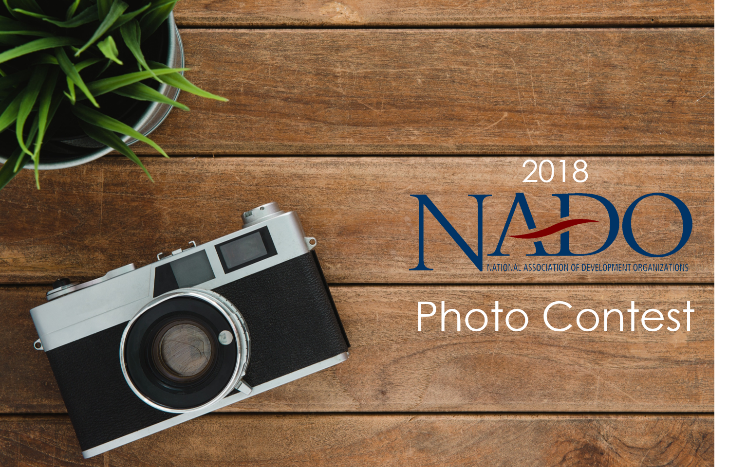 2018
NADO
NATIONAL ASSOCIATION OF DEVELOPMENT ORGANIZATIONS
Photo Contest